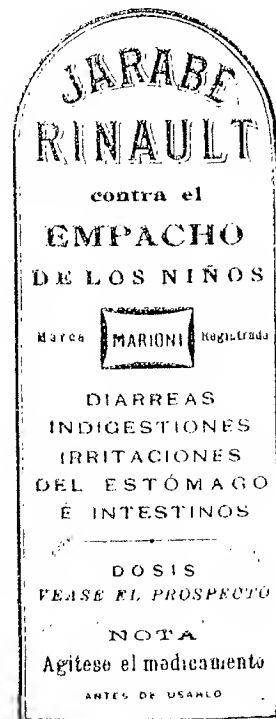 JARABE
RINAULT
contra el
EMPACHO
DE LOS NIÑOS
Marca MARIONI Registrada
DIARREAS
INDIGESTIONES
IRRITACIONES
DEL ESTÓMAGO
É INTESTINOS
DOSIS
VEASE EL PROSPECTO
NOTA
Agitese el medicamento
ANTES DE USARLO